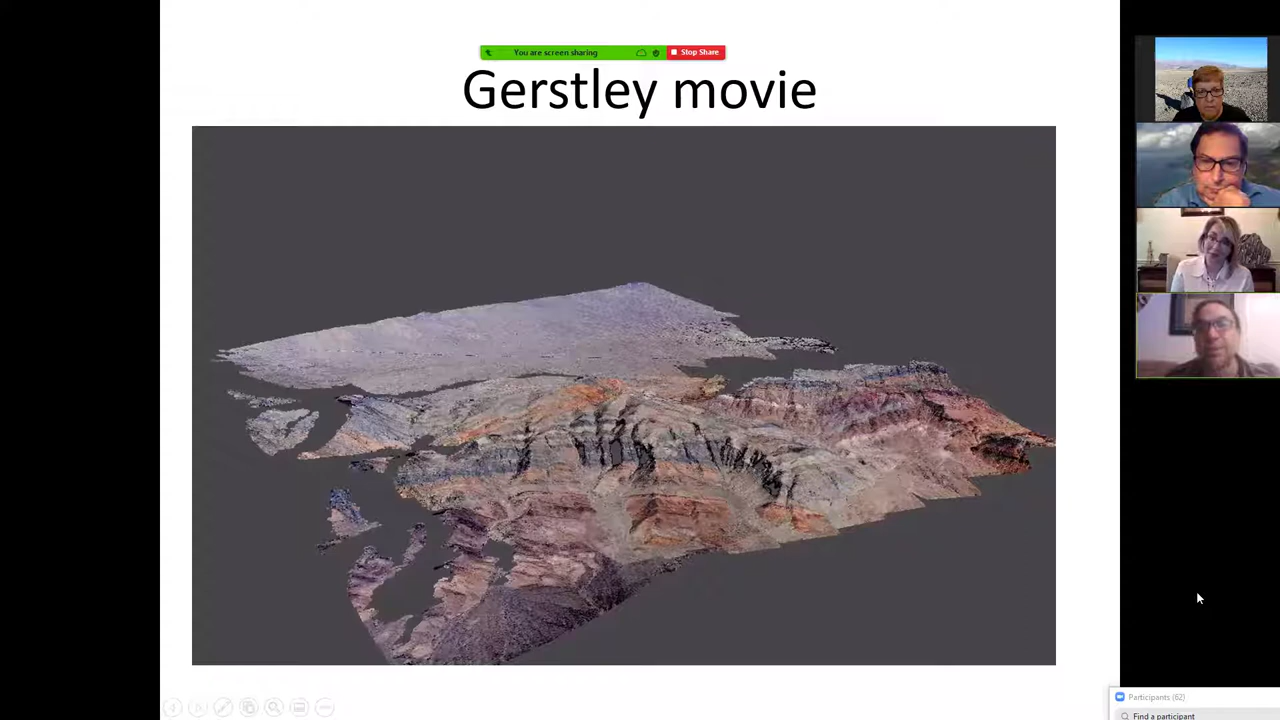 You are screen sharing
Stop Share
Gerstley movie
Participants (62)
Find a participant